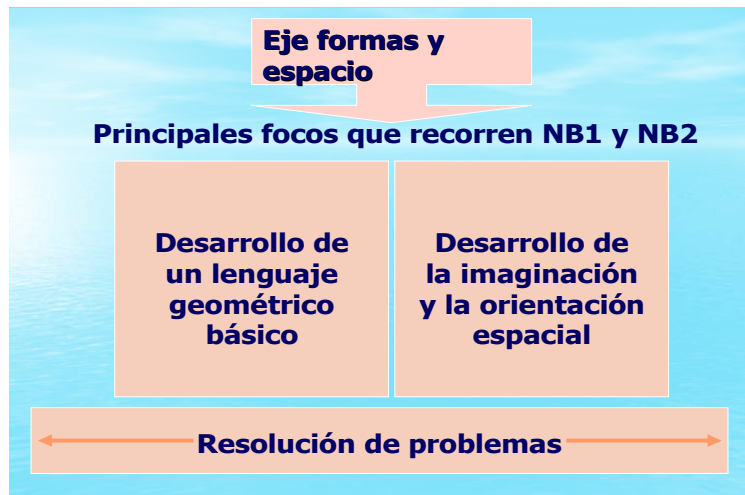 Eje formas y
espacio
Principales focos que recorren NB1 y NB2
Desarrollo de
un lenguaje
geométrico
básico
Desarrollo de
la imaginación
y la orientación
espacial
Resolución de problemas